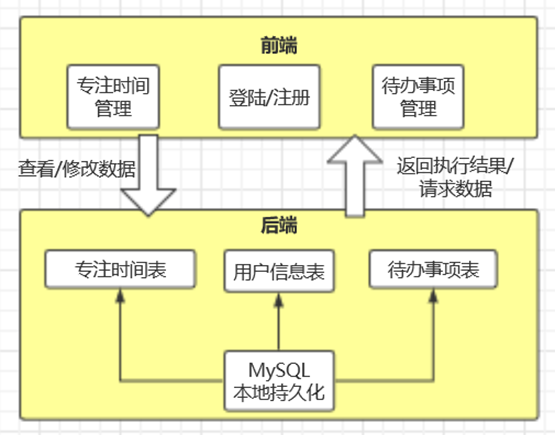 前端
专注时间
管理
登陆/注册
待办事项
管理
查看/修改数据
返回执行结果/
请求数据
后端
专注时间表
用户信息表
待办事项表
MySQL
本地持久化